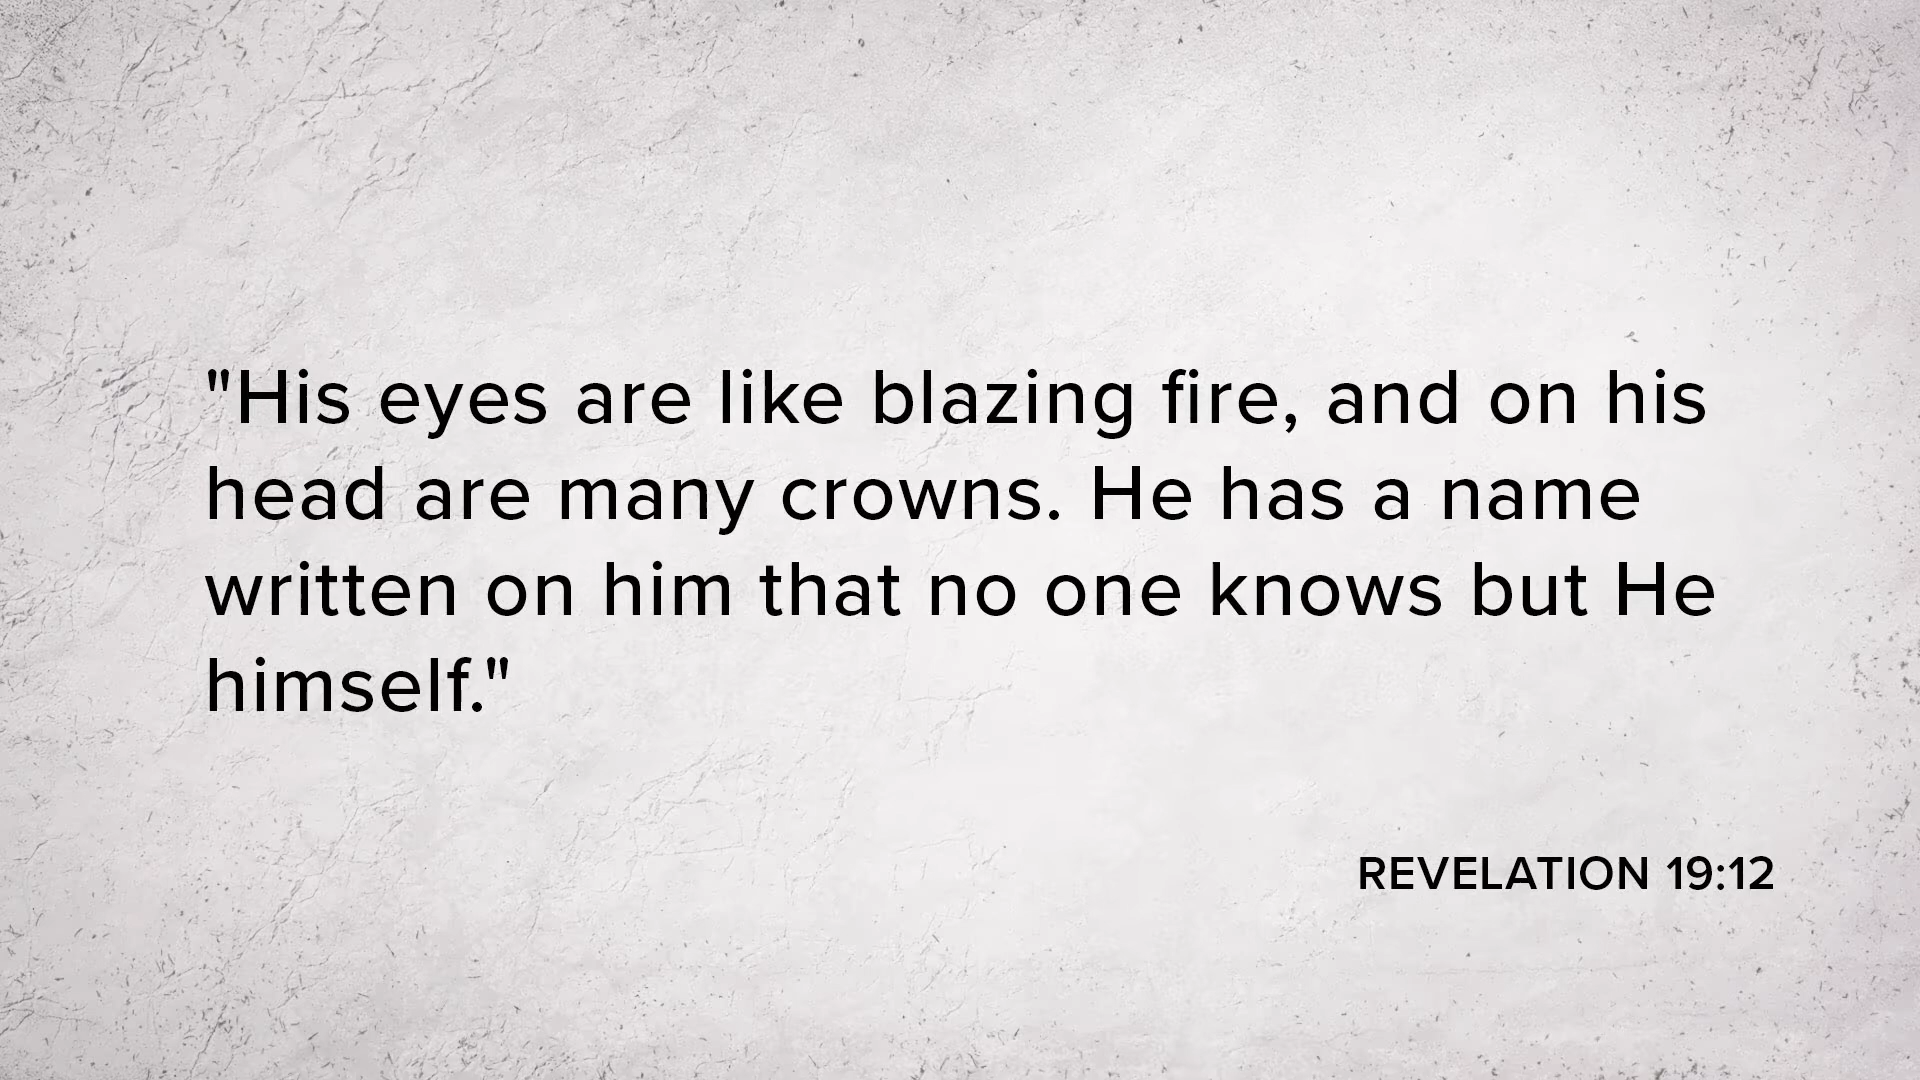 "His eyes are like blazing fire, and on his
head are many crowns. He has a name
written on him that no one knows but He
himself."
REVELATION 19:12